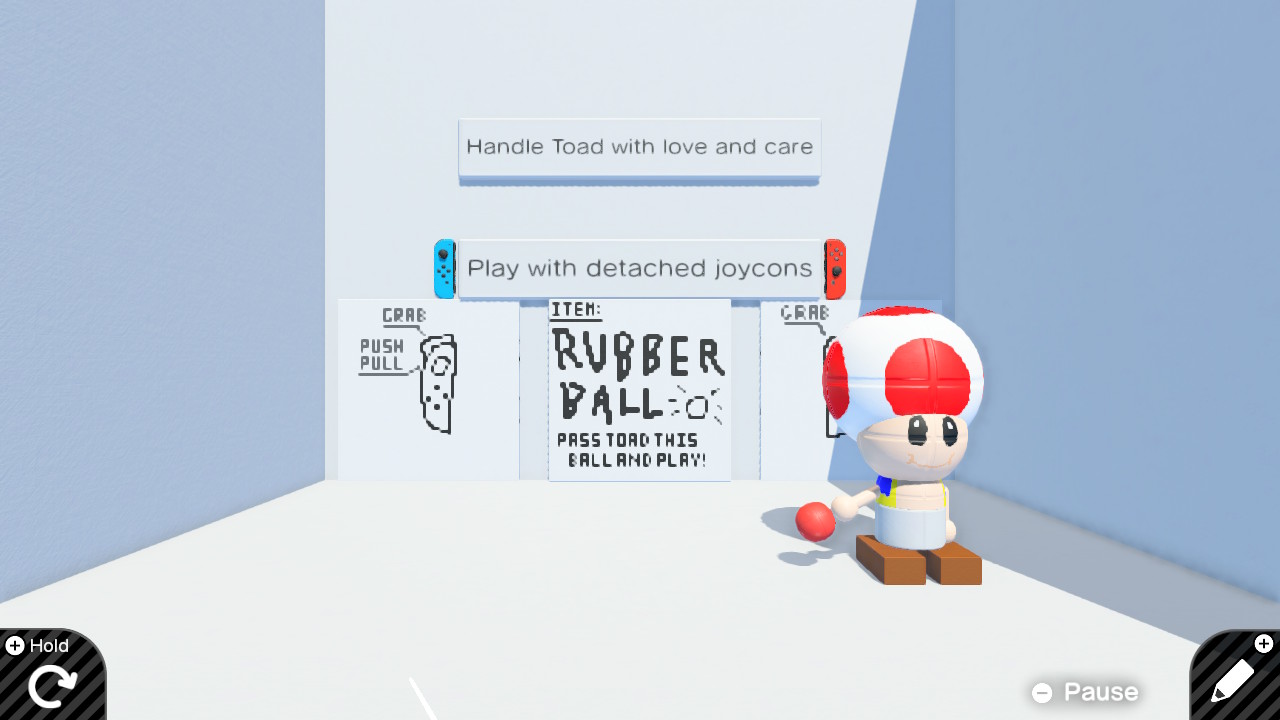 Handle Toad with love and care
Play with detached joycons
GRAB
PUSH
PULL
ITEM:
RUBBER
BALL
PASS TOAD THIS
BALL AND PLAY!
GRAB
+ Hold
- Pause
+